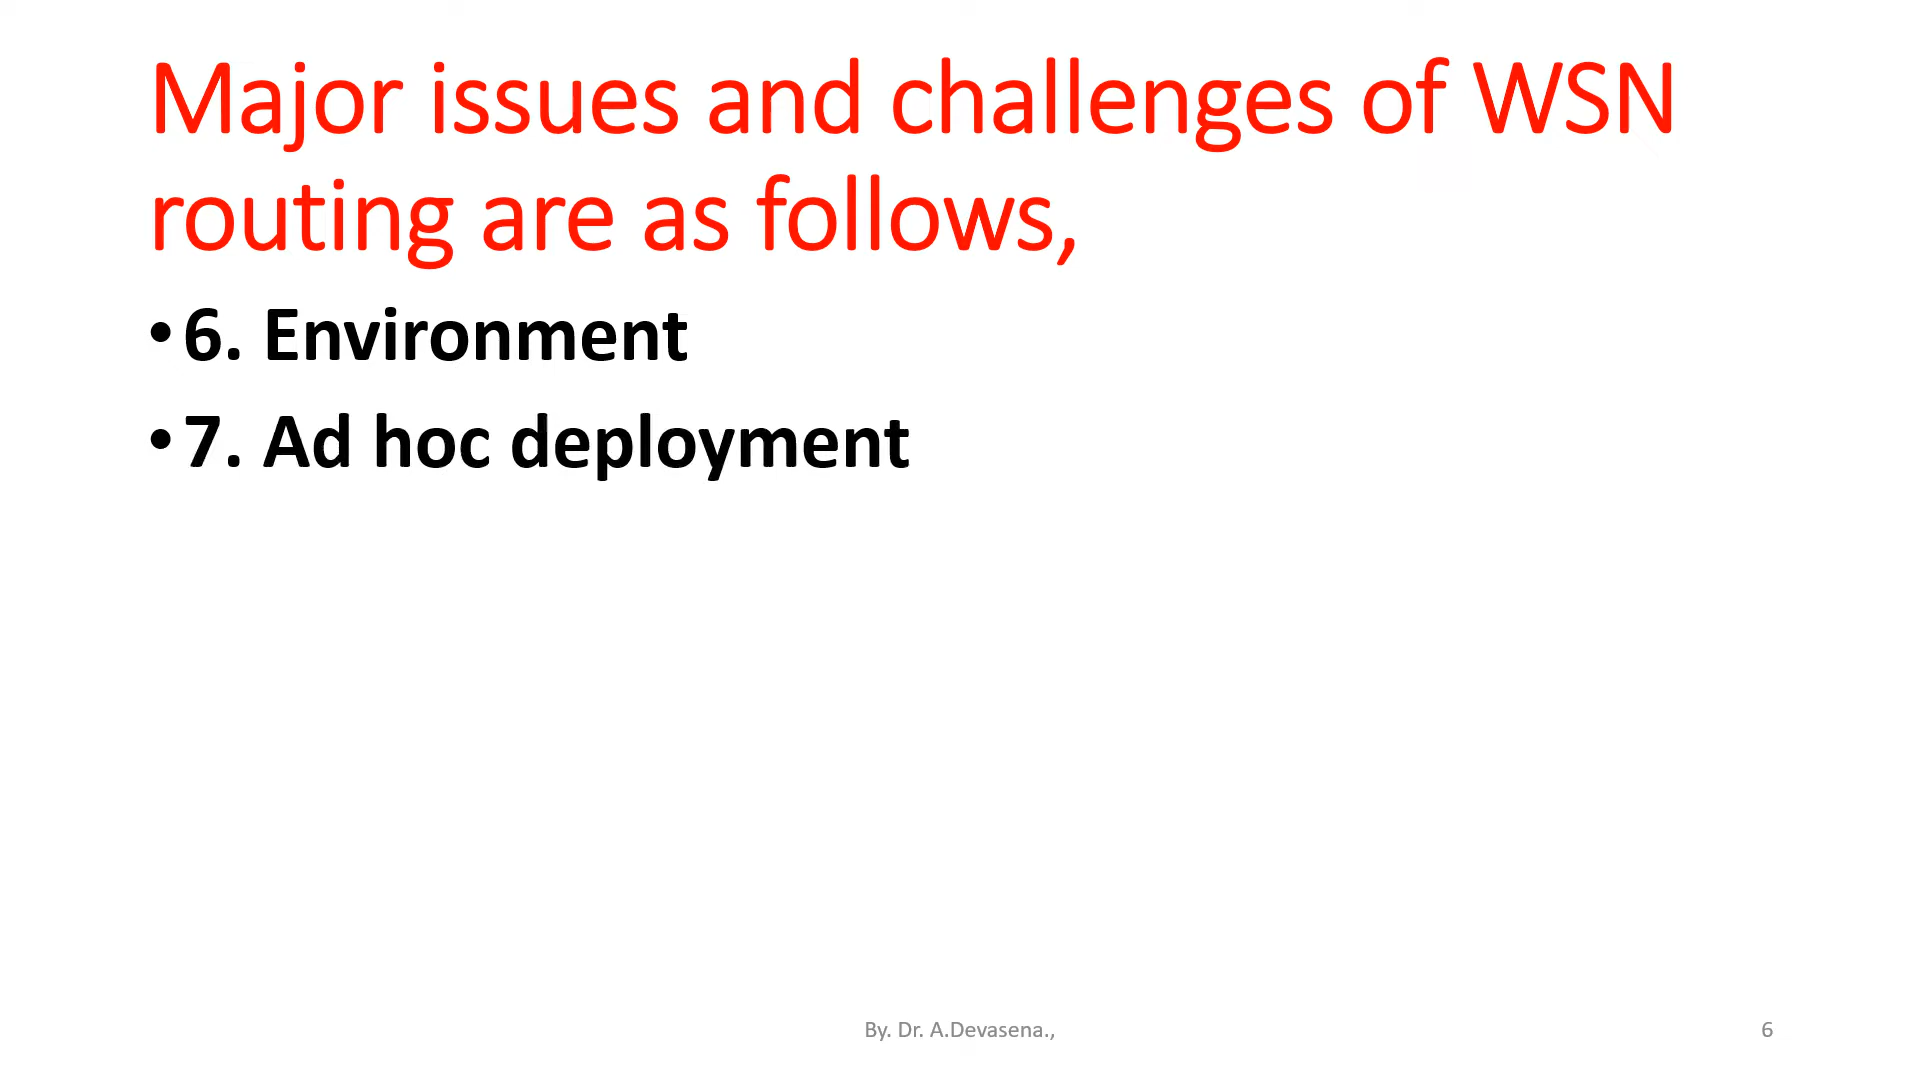 Major issues and challenges of WSN
routing are as follows,
• 6. Environment
• 7. Ad hoc deployment
By. Dr. A.Devasena.,
6